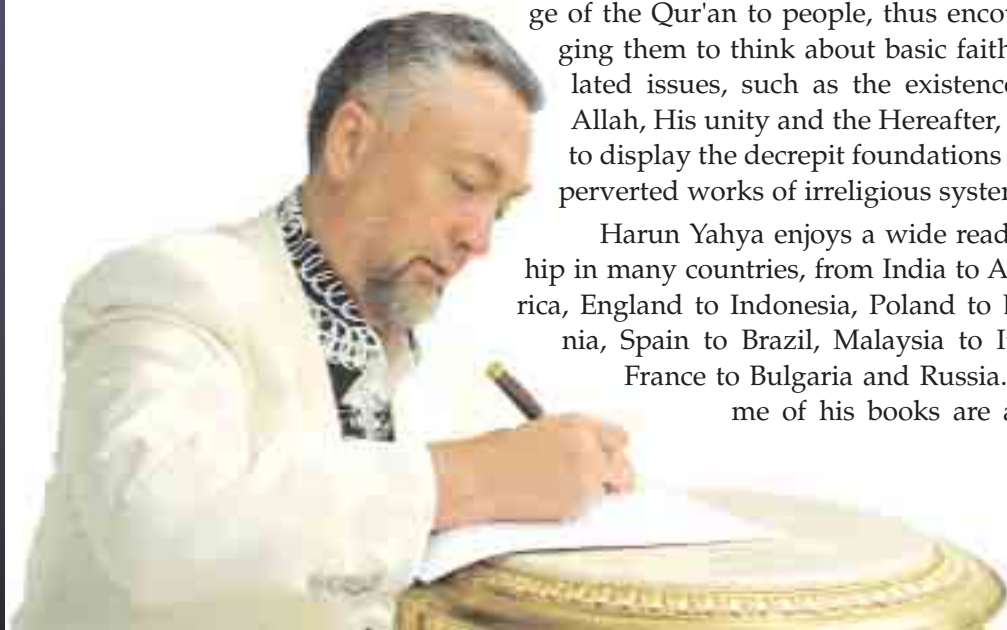 ge of the Qur'an to people, thus encou
ging them to think about basic faith
lated issues, such as the existence
Allah, His unity and the Hereafter,
to display the decrepit foundations
perverted works of irreligious system
Harun Yahya enjoys a wide read
hip in many countries, from India to A
rica, England to Indonesia, Poland to
nia, Spain to Brazil, Malaysia to I
France to Bulgaria and Russia.
me of his books are a